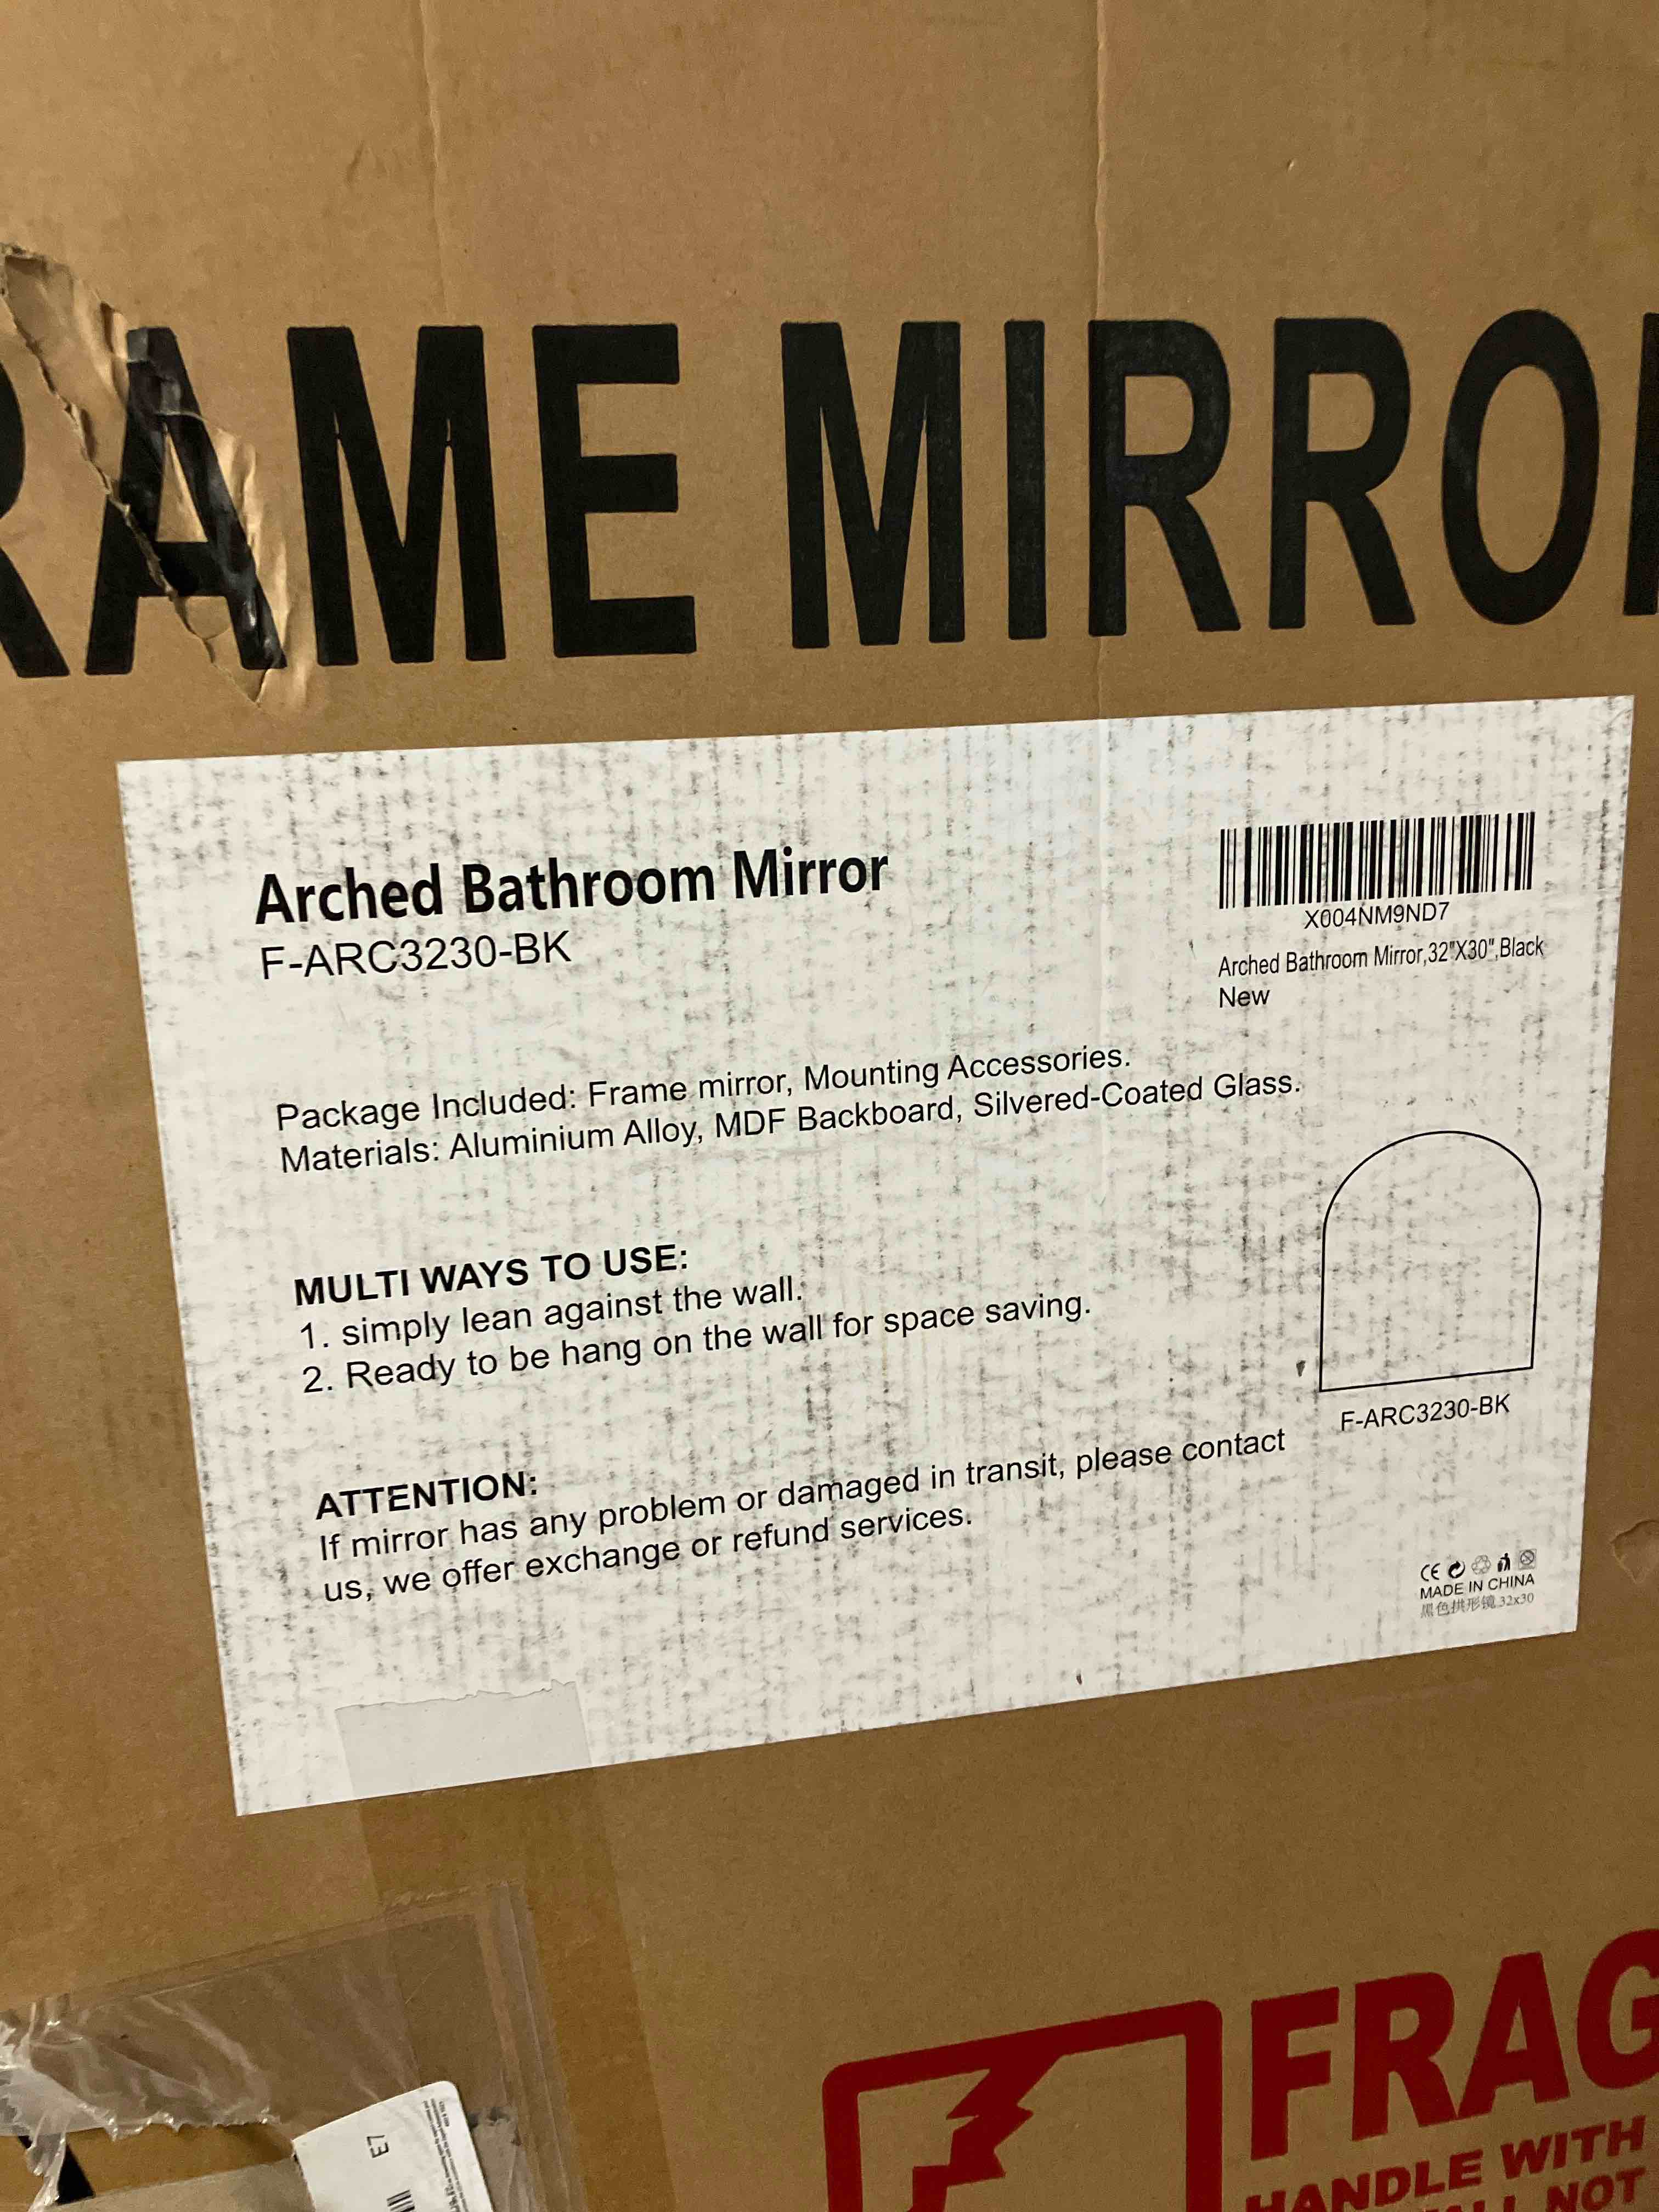 RAME MIRRO
Arched Bathroom Mirror
F-ARC3230-BK
X004NM9ND7
Arched Bathroom Mirror,32"X30",Black
New
Package Included: Frame mirror, Mounting Accessories.
Materials: Aluminium Alloy, MDF Backboard, Silvered-Coated Glass.
MULTI WAYS TO USE:
1. simply lean against the wall.
2. Ready to be hang on the wall for space saving.
F-ARC3230-BK
ATTENTION:
If mirror has any problem or damaged in transit, please contact
us, we offer exchange or refund services.
CE
MADE IN CHINA
黑色拱形镜 32x30
E7
FRAG
HANDLE WITH
NOT